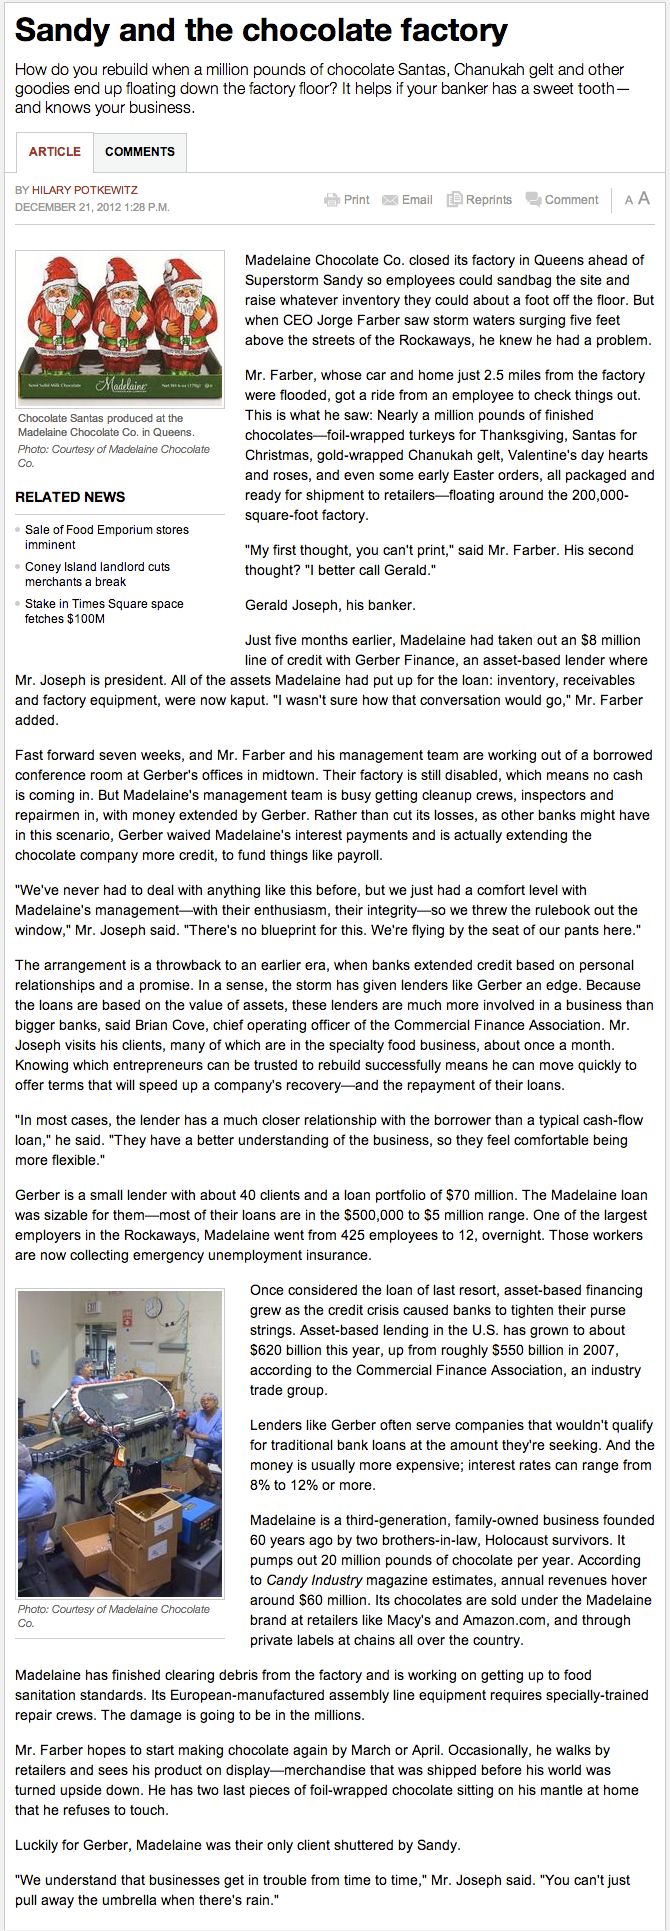 Sandy and the chocolate factory
How do you rebuild when a million pounds of chocolate Santas, Chanukah gelt and other
goodies end up floating down the factory floor? It helps if your banker has a sweet tooth—
and knows your business.
ARTICLE
COMMENTS
BY HILARY POTKEWITZ
DECEMBER 21, 2012 1:28 P.M.
Print Email Reprints Comment A A
Madelaine
Chocolate Santas produced at the
Madelaine Chocolate Co. in Queens.
Photo: Courtesy of Madelaine Chocolate
Co.
RELATED NEWS
Sale of Food Emporium stores
imminent
Coney Island landlord cuts
merchants a break
Stake in Times Square space
fetches $100M
Madelaine Chocolate Co. closed its factory in Queens ahead of
Superstorm Sandy so employees could sandbag the site and
raise whatever inventory they could about a foot off the floor. But
when CEO Jorge Farber saw storm waters surging five feet
above the streets of the Rockaways, he knew he had a problem.
Mr. Farber, whose car and home just 2.5 miles from the factory
were flooded, got a ride from an employee to check things out.
This is what he saw: Nearly a million pounds of finished
chocolates—foil-wrapped turkeys for Thanksgiving, Santas for
Christmas, gold-wrapped Chanukah gelt, Valentine's day hearts
and roses, and even some early Easter orders, all packaged and
ready for shipment to retailers—floating around the 200,000-
square-foot factory.
"My first thought, you can't print," said Mr. Farber. His second
thought? "I better call Gerald."
Gerald Joseph, his banker.
Just five months earlier, Madelaine had taken out an $8 million
line of credit with Gerber Finance, an asset-based lender where
Mr. Joseph is president. All of the assets Madelaine had put up for the loan: inventory, receivables
and factory equipment, were now kaput. "I wasn't sure how that conversation would go," Mr. Farber
added.
Fast forward seven weeks, and Mr. Farber and his management team are working out of a borrowed
conference room at Gerber's offices in midtown. Their factory is still disabled, which means no cash
is coming in. But Madelaine's management team is busy getting cleanup crews, inspectors and
repairmen in, with money extended by Gerber. Rather than cut its losses, as other banks might have
in this scenario, Gerber waived Madelaine's interest payments and is actually extending the
chocolate company more credit, to fund things like payroll.
"We've never had to deal with anything like this before, but we just had a comfort level with
Madelaine's management—with their enthusiasm, their integrity—so we threw the rulebook out the
window," Mr. Joseph said. "There's no blueprint for this. We're flying by the seat of our pants here."
The arrangement is a throwback to an earlier era, when banks extended credit based on personal
relationships and a promise. In a sense, the storm has given lenders like Gerber an edge. Because
the loans are based on the value of assets, these lenders are much more involved in a business than
bigger banks, said Brian Cove, chief operating officer of the Commercial Finance Association. Mr.
Joseph visits his clients, many of which are in the specialty food business, about once a month.
Knowing which entrepreneurs can be trusted to rebuild successfully means he can move quickly to
offer terms that will speed up a company's recovery—and the repayment of their loans.
"In most cases, the lender has a much closer relationship with the borrower than a typical cash-flow
loan," he said. "They have a better understanding of the business, so they feel comfortable being
more flexible."
Gerber is a small lender with about 40 clients and a loan portfolio of $70 million. The Madelaine loan
was sizable for them—most of their loans are in the $500,000 to $5 million range. One of the largest
employers in the Rockaways, Madelaine went from 425 employees to 12, overnight. Those workers
are now collecting emergency unemployment insurance.
EXIT
Photo: Courtesy of Madelaine Chocolate
Co.
Once considered the loan of last resort, asset-based financing
grew as the credit crisis caused banks to tighten their purse
strings. Asset-based lending in the U.S. has grown to about
$620 billion this year, up from roughly $550 billion in 2007,
according to the Commercial Finance Association, an industry
trade group.
Lenders like Gerber often serve companies that wouldn't qualify
for traditional bank loans at the amount they're seeking. And the
money is usually more expensive; interest rates can range from
8% to 12% or more.
Madelaine is a third-generation, family-owned business founded
60 years ago by two brothers-in-law, Holocaust survivors. It
pumps out 20 million pounds of chocolate per year. According
to Candy Industry magazine estimates, annual revenues hover
around $60 million. Its chocolates are sold under the Madelaine
brand at retailers like Macy's and Amazon.com, and through
private labels at chains all over the country.
Madelaine has finished clearing debris from the factory and is working on getting up to food
sanitation standards. Its European-manufactured assembly line equipment requires specially-trained
repair crews. The damage is going to be in the millions.
Mr. Farber hopes to start making chocolate again by March or April. Occasionally, he walks by
retailers and sees his product on display—merchandise that was shipped before his world was
turned upside down. He has two last pieces of foil-wrapped chocolate sitting on his mantle at home
that he refuses to touch.
Luckily for Gerber, Madelaine was their only client shuttered by Sandy.
"We understand that businesses get in trouble from time to time," Mr. Joseph said. "You can't just
pull away the umbrella when there's rain."